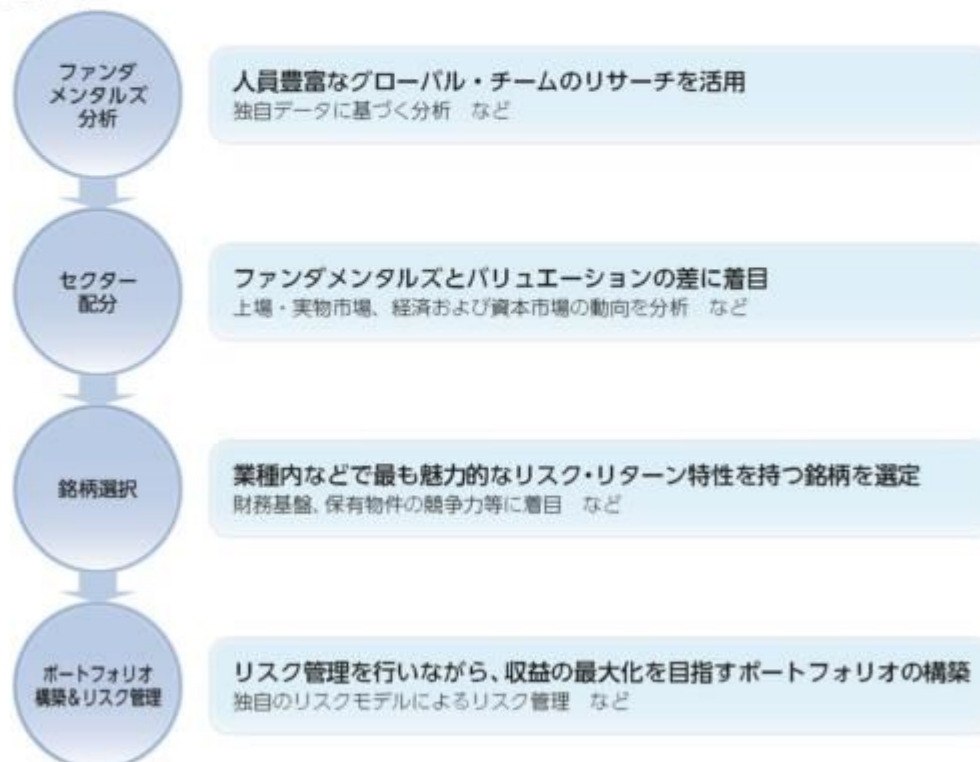 ファンダ
メンタルズ
分析
人員豊富なグローバル・チームのリサーチを活用
独自データに基づく分析　など
セクター
配分
ファンダメンタルズとバリュエーションの差に着目
上場・実物市場、経済および資本市場の動向を分析　など
銘柄選択
業種内などで最も魅力的なリスク・リターン特性を持つ銘柄を選定
財務基盤、保有物件の競争力等に着目　など
ポートフォリオ
構築&リスク管理
リスク管理を行いながら、収益の最大化を目指すポートフォリオの構築
独自のリスクモデルによるリスク管理　など